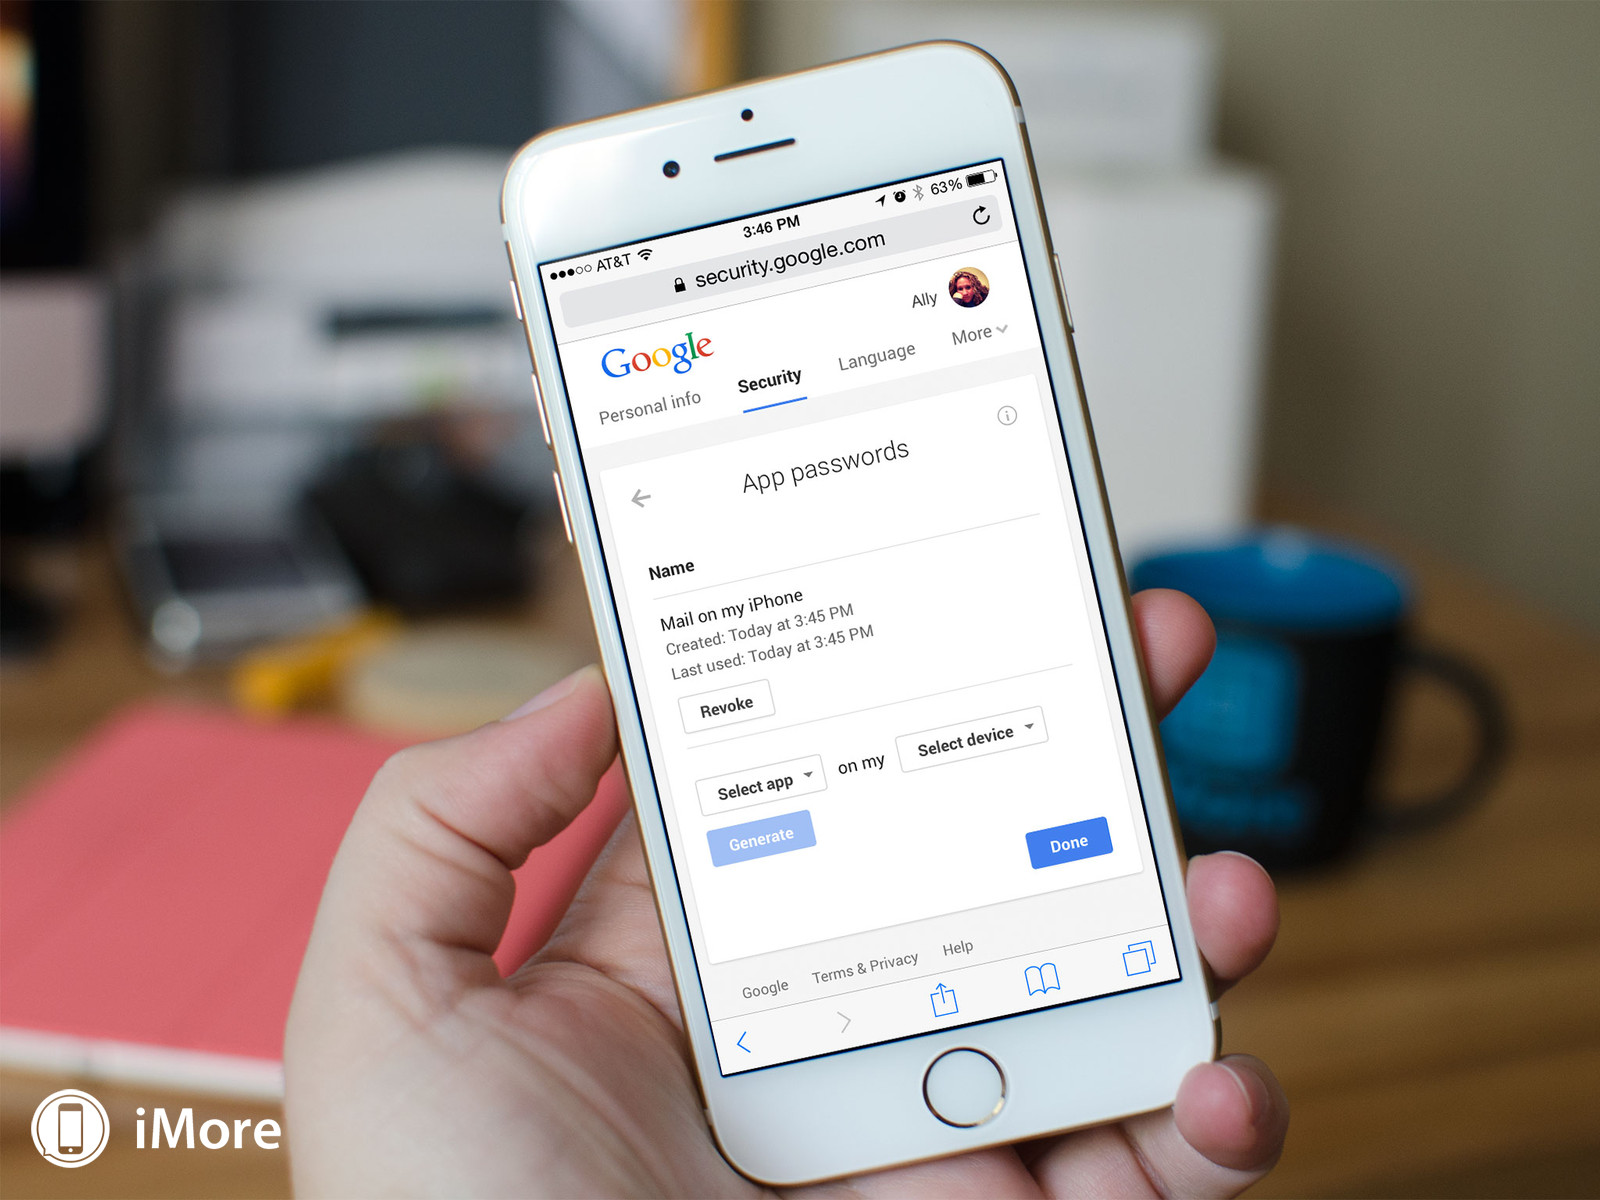 ●●●○○ AT&T 3:46 PM 63%
security.google.com
Ally
Google
Personal info Security Language More
App passwords
Name
Mail on my iPhone
Created: Today at 3:45 PM
Last used: Today at 3:45 PM
Revoke
Select app on my Select device
Generate
Done
Google Terms & Privacy Help
iMore